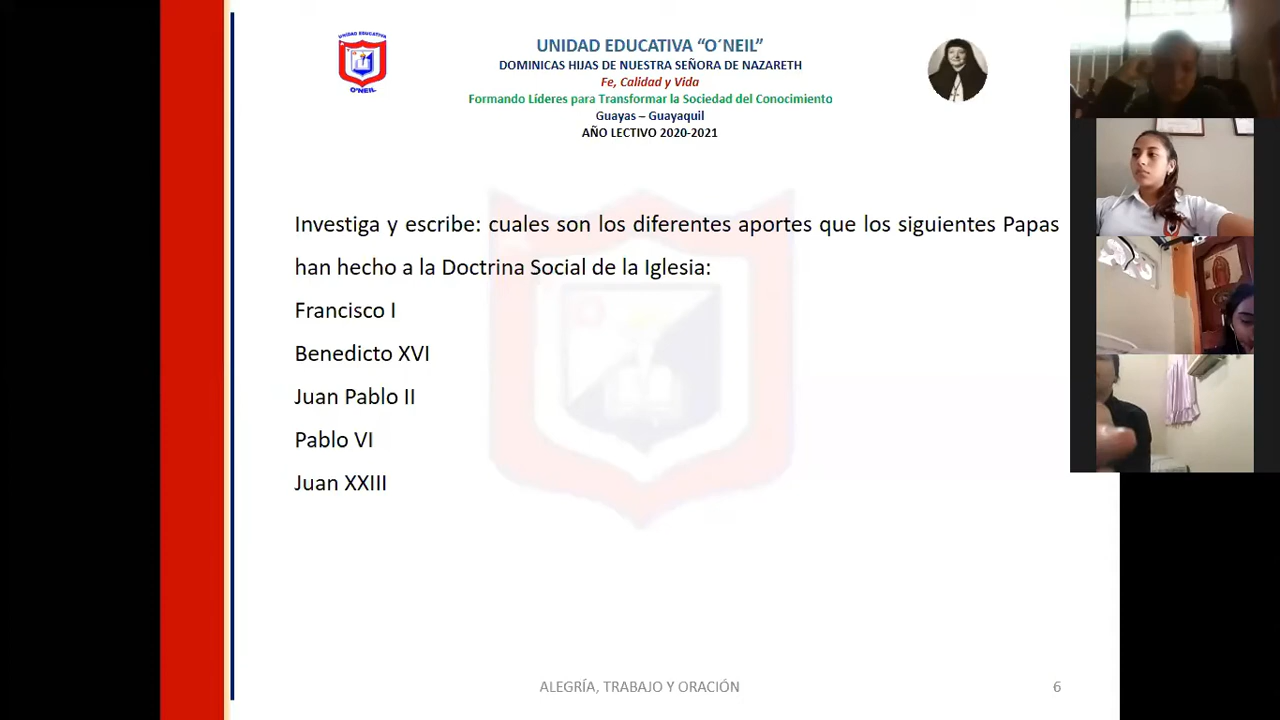 UNIDAD EDUCATIVA
O'NEIL
UNIDAD EDUCATIVA “O´NEIL”
DOMINICAS HIJAS DE NUESTRA SEÑORA DE NAZARETH
Fe, Calidad y Vida
Formando Líderes para Transformar la Sociedad del Conocimiento
Guayas – Guayaquil
AÑO LECTIVO 2020-2021
Investiga y escribe: cuales son los diferentes aportes que los siguientes Papas
han hecho a la Doctrina Social de la Iglesia:
Francisco I
Benedicto XVI
Juan Pablo II
Pablo VI
Juan XXIII
ALEGRÍA, TRABAJO Y ORACIÓN
6